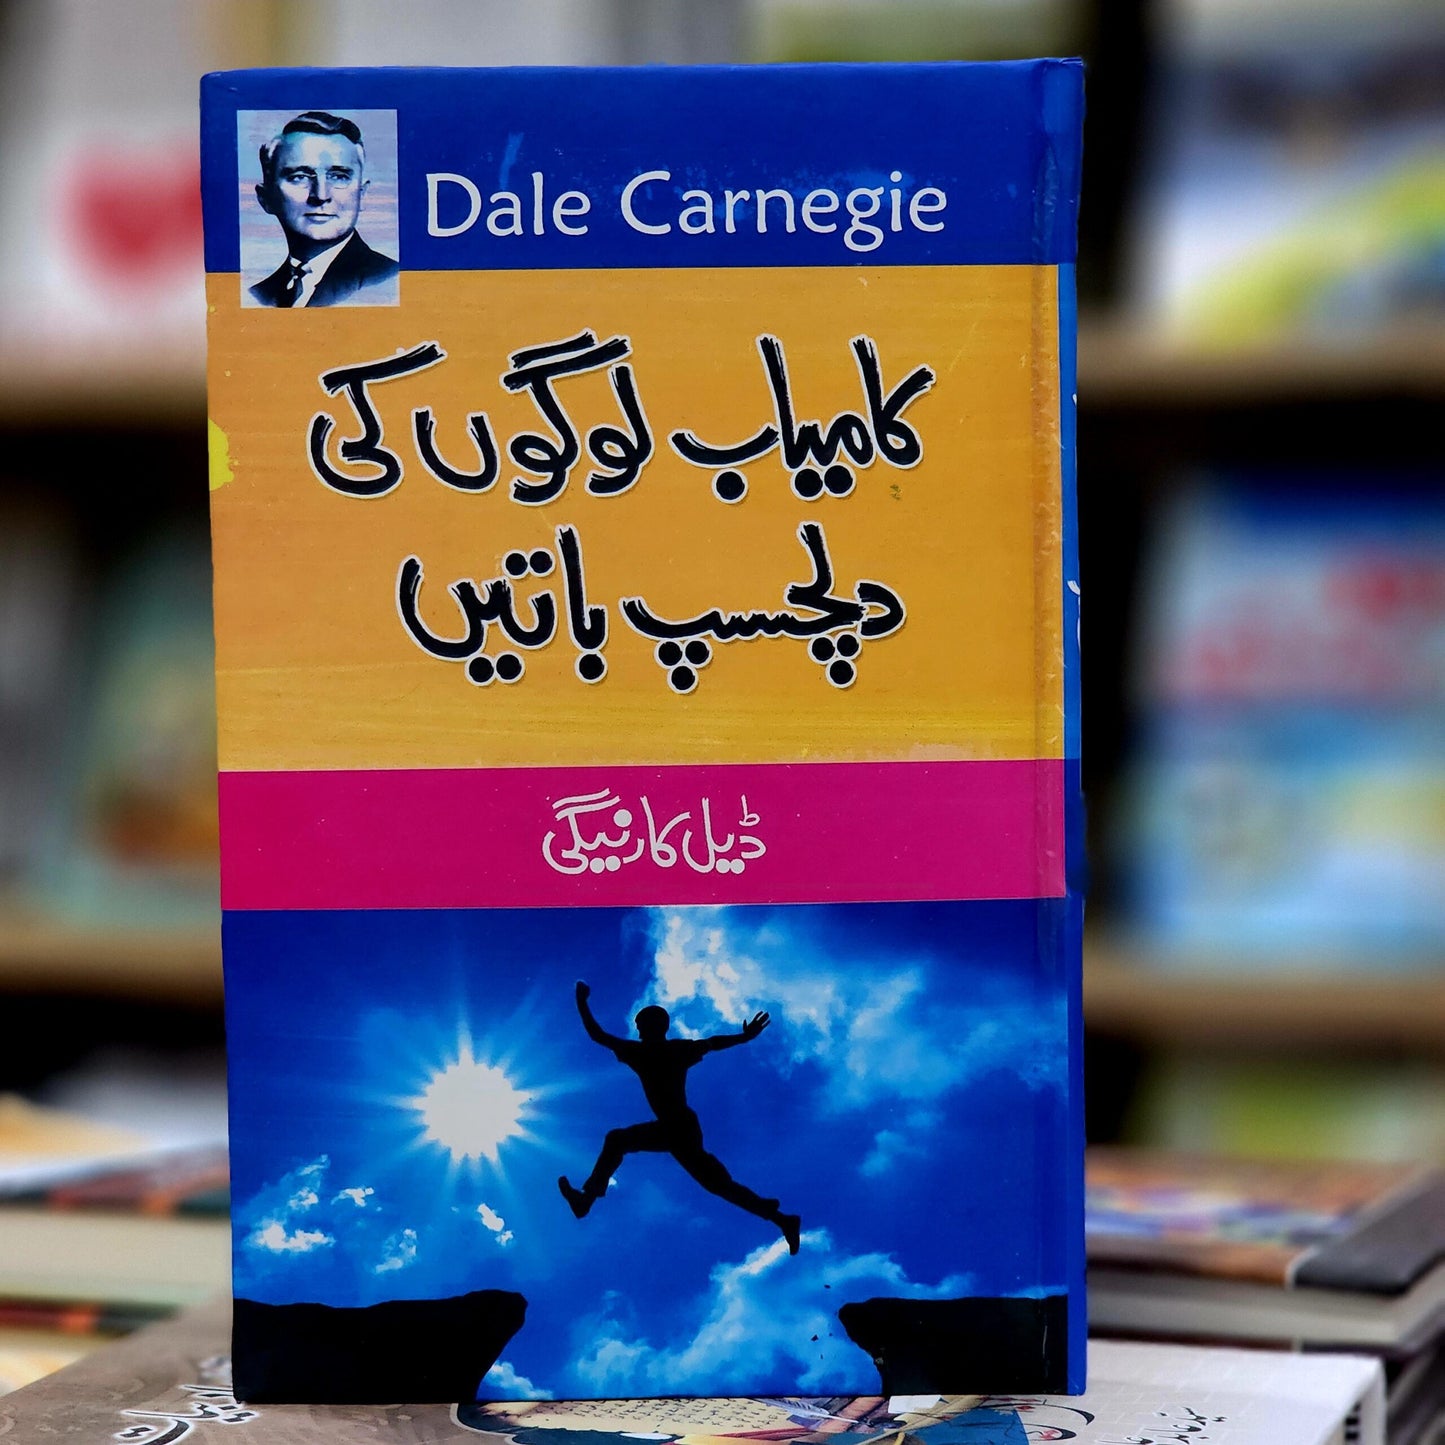 Dale Carnegie
کامیاب لوگوں کی
دلچسپ باتیں
ڈیل کارنیگی